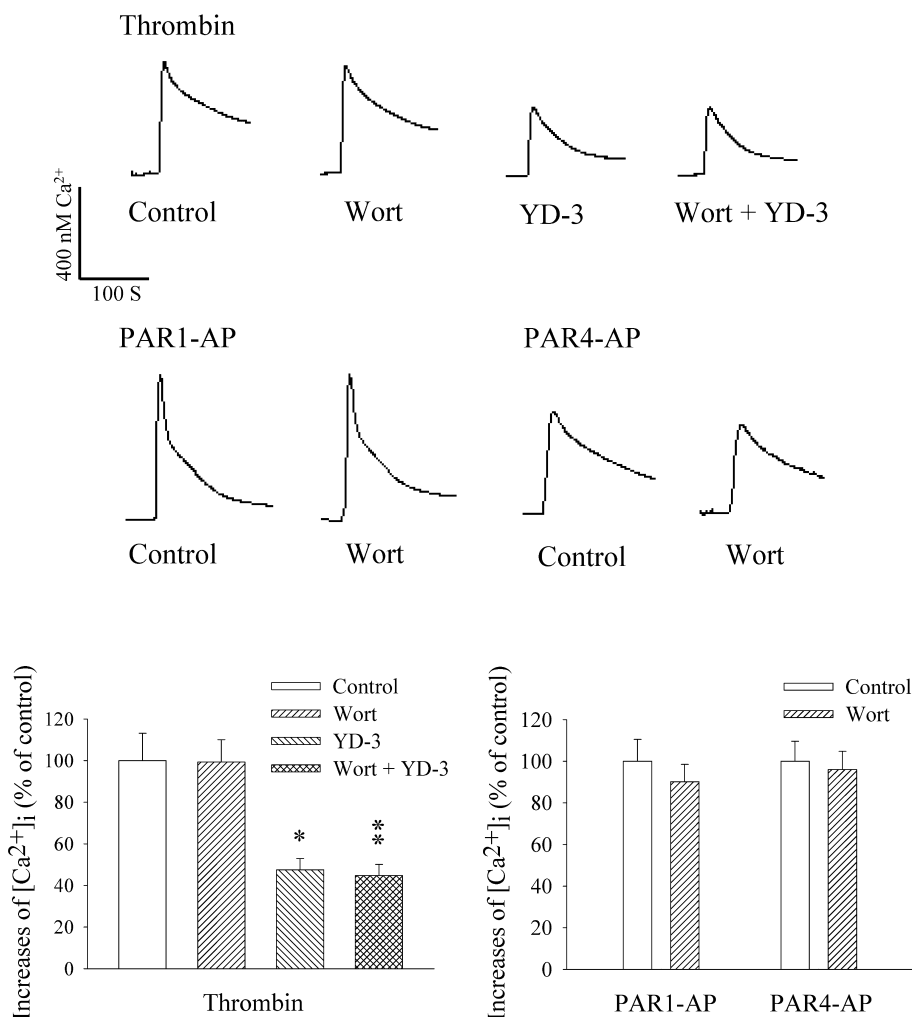 Thrombin
Control
Wort
YD-3
Wort + YD-3
400 nM Ca²⁺
100 S
PAR1-AP
PAR4-AP
Control
Wort
Control
Wort
Increases of [Ca²⁺]i (% of control)
120
100
80
60
40
20
0
Control
Wort
YD-3
Wort + YD-3
*
**
Thrombin
Increases of [Ca²⁺]i (% of control)
120
100
80
60
40
20
0
Control
Wort
PAR1-AP
PAR4-AP